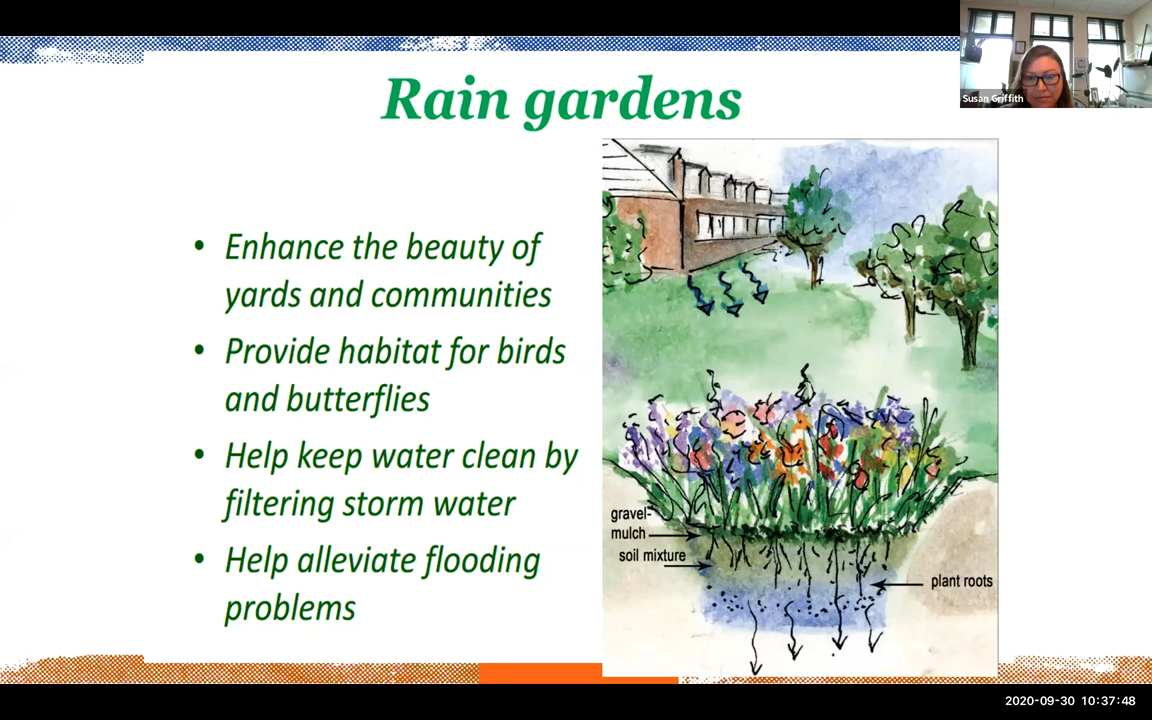 Rain gardens
Susan Griffith
• Enhance the beauty of
yards and communities
• Provide habitat for birds
and butterflies
• Help keep water clean by
filtering storm water
• Help alleviate flooding
problems
gravel-
mulch
soil mixture
plant roots
2020-09-30 10:37:48